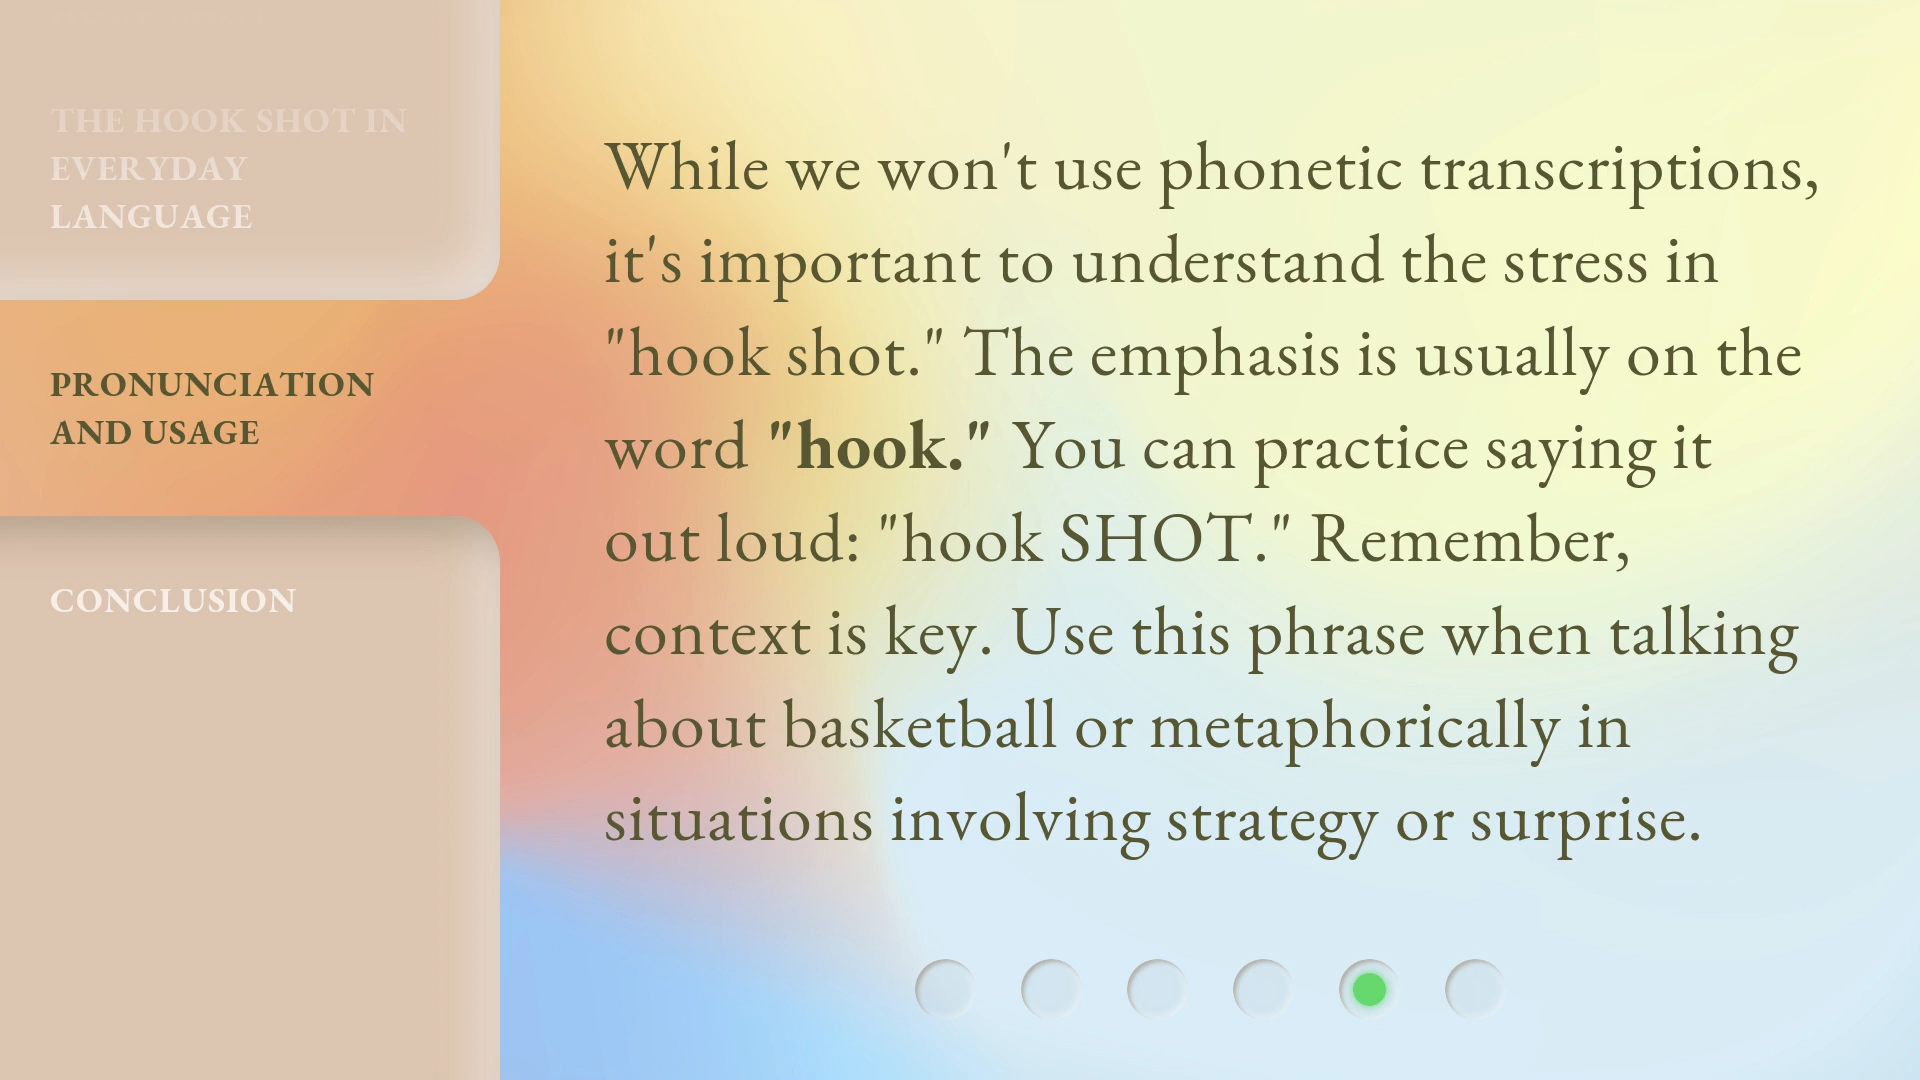 THE HOOK SHOT IN
EVERYDAY
LANGUAGE
PRONUNCIATION
AND USAGE
CONCLUSION
While we won't use phonetic transcriptions,
it's important to understand the stress in
"hook shot." The emphasis is usually on the
word "hook." You can practice saying it
out loud: "hook SHOT." Remember,
context is key. Use this phrase when talking
about basketball or metaphorically in
situations involving strategy or surprise.